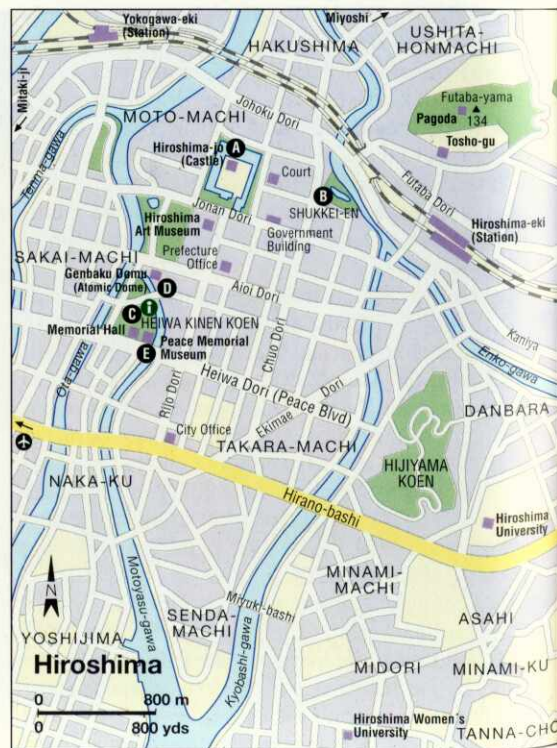 Yokogawa-eki
(Station)
Miyoshi
USHITA-
HONMACHI
HAKUSHIMA
Mitaki-ji
Futaba-yama
134
Pagoda
Tosho-gu
Johoku Dori
MOTO-MACHI
Tenma-gawa
A
Hiroshima-jó
(Castle)
Court
B
SHUKKEI-EN
Futaba Dori
Hiroshima-eki
(Station)
Jonan Dori
Hiroshima
Art Museum
Government
Building
Prefecture
Office
SAKAI-MACHI
Genbaku Domu
(Atomic Dome)
D
Aioi Dori
C
i
HEIWA KINEN KOEN
Memorial Hall
Peace Memorial
Museum
E
Chuo Dori
Kaniya
Enko-gawa
Ota-gawa
Rijo Dori
Heiwa Dori (Peace Blvd)
Ekimae Dori
DANBARA
City Office
TAKARA-MACHI
HIJIYAMA
KOEN
NAKA-KU
Hirano-bashi
Hiroshima
University
MINAMI-
MACHI
N
Motoyasu-gawa
SENDA-
MACHI
Miyuki-bashi
Kyobashi-gawa
ASAHI
YOSHIJIMA
Hiroshima
MIDORI
MINAMI-KU
0 800 m
0 800 yds
Hiroshima Women's
University
TANNA-CHO